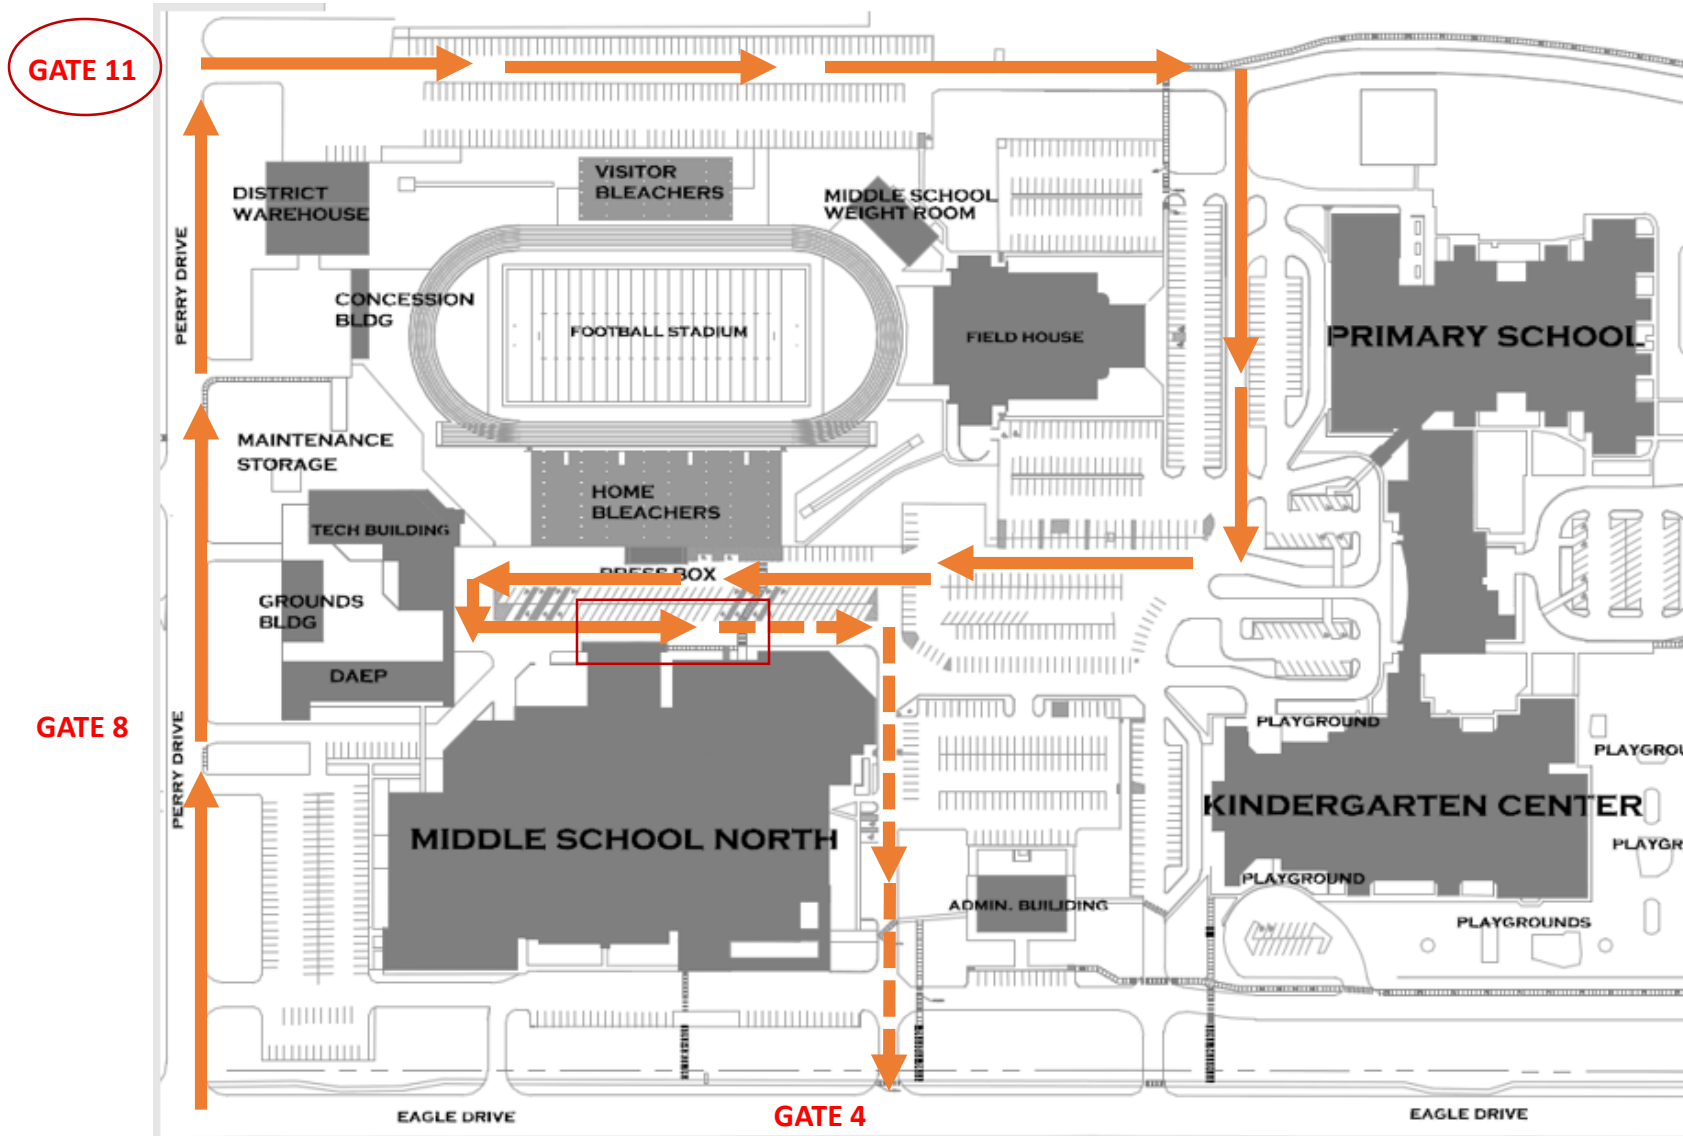 GATE 11
VISITOR
BLEACHERS
DISTRICT
WAREHOUSE
MIDDLE SCHOOL
WEIGHT ROOM
PERRY DRIVE
CONCESSION
BLDG
FOOTBALL STADIUM
FIELD HOUSE
PRIMARY SCHOOL
MAINTENANCE
STORAGE
HOME
BLEACHERS
TECH BUILDING
PRESS BOX
GROUNDS
BLDG
DAEP
GATE 8
PERRY DRIVE
PLAYGROUND
PLAYGROU
KINDERGARTEN CENTER
MIDDLE SCHOOL NORTH
PLAYGR
PLAYGROUND
ADMIN. BUILIDING
PLAYGROUNDS
EAGLE DRIVE
GATE 4
EAGLE DRIVE